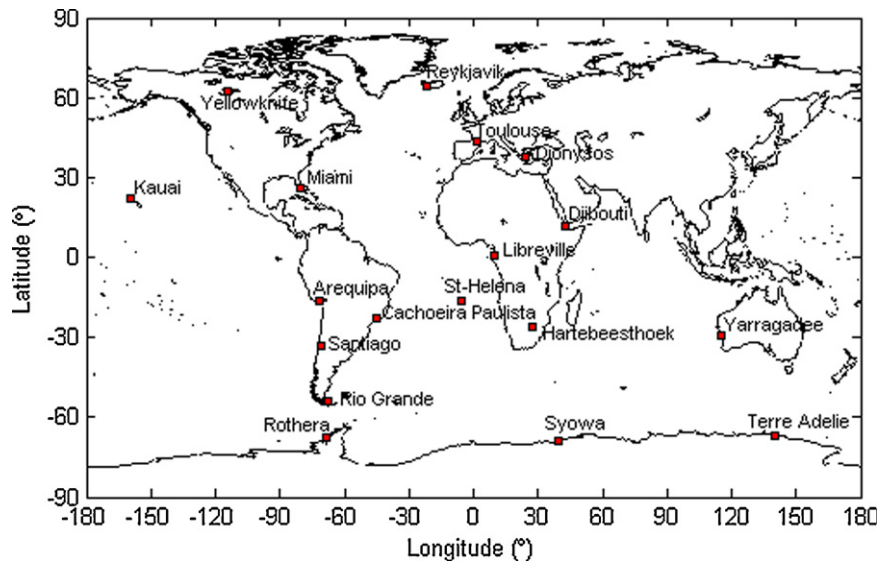 90
60
30
0
-30
-60
-90
Latitude (°)
Reykjavik
Yellowknife
Toulouse
Dionysos
Kauai
Miami
Djibouti
Libreville
Arequipa
St-Helena
Cachoeira Paulista
Hartebeesthoek
Yarragadee
Santiago
Rio Grande
Rothera
Syowa
Terre Adelie
-180 -150 -120 -90 -60 -30 0 30 60 90 120 150 180
Longitude (°)